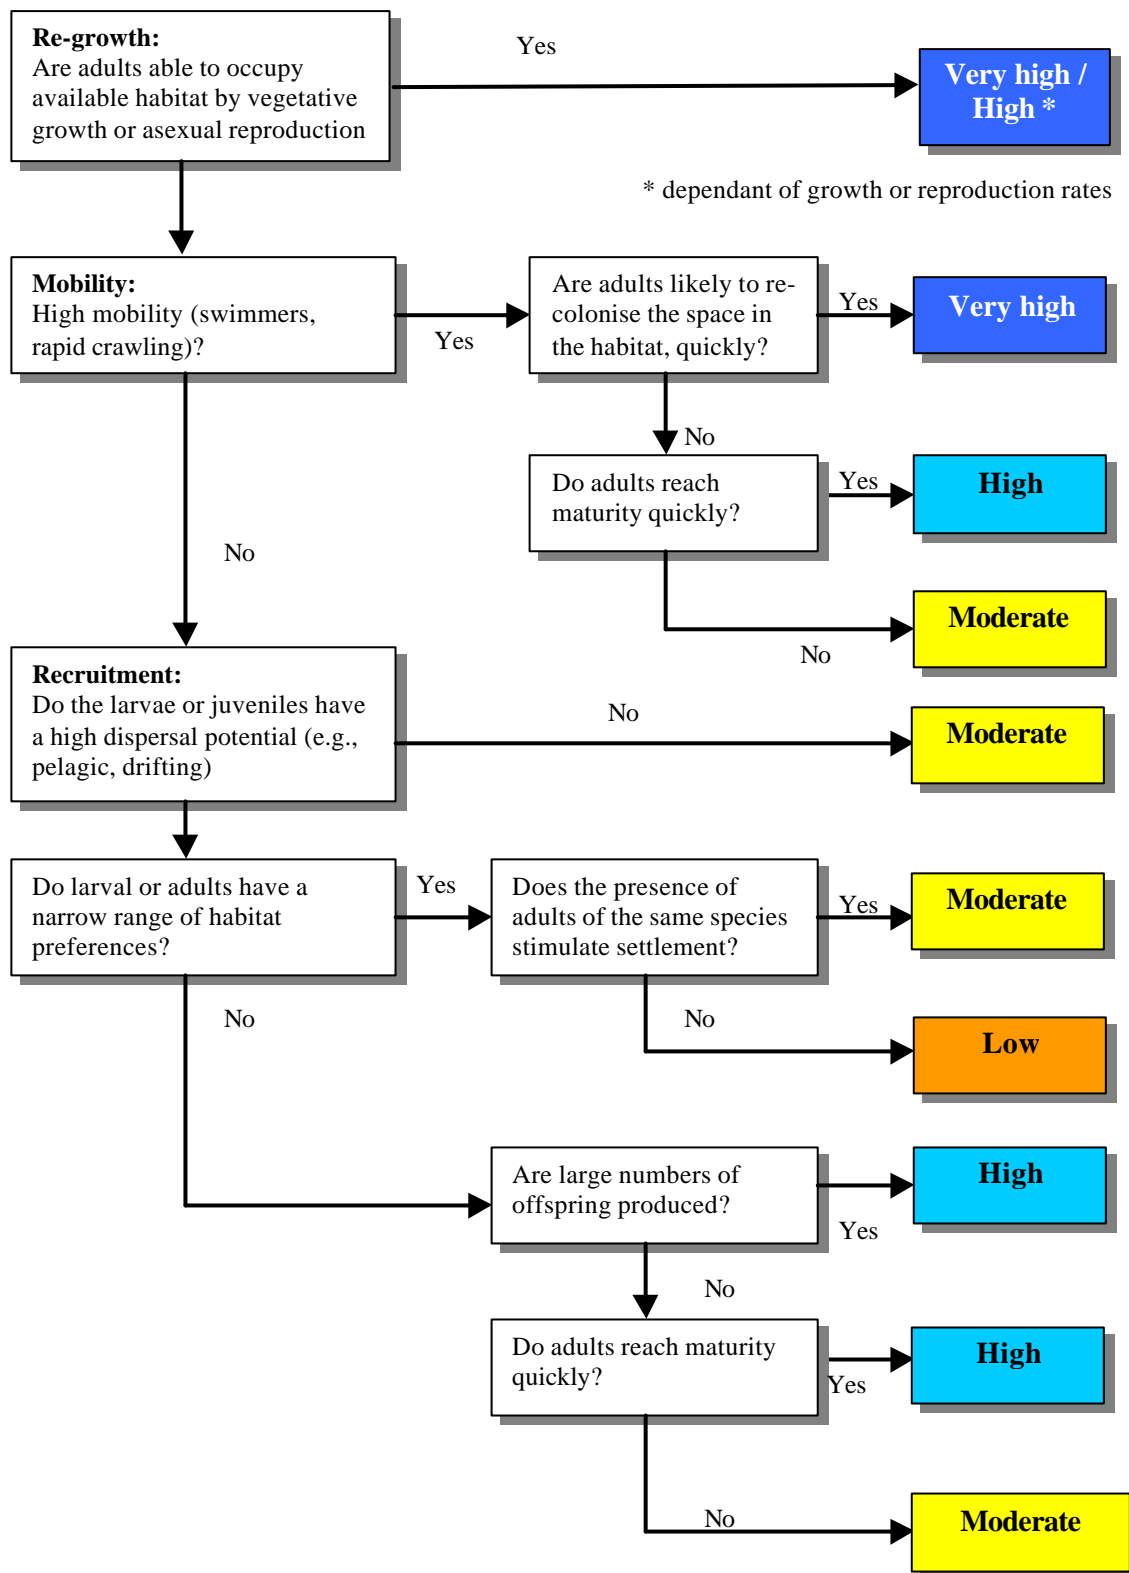 Re-growth:
Are adults able to occupy
available habitat by vegetative
growth or asexual reproduction
Yes
Very high /
High *
* dependant of growth or reproduction rates
Mobility:
High mobility (swimmers,
rapid crawling)?
Yes
Are adults likely to re-
colonise the space in
the habitat, quickly?
Yes
Very high
No
Do adults reach
maturity quickly?
Yes
High
No
Moderate
No
Recruitment:
Do the larvae or juveniles have
a high dispersal potential (e.g.,
pelagic, drifting)
No
Moderate
Do larval or adults have a
narrow range of habitat
preferences?
Yes
Does the presence of
adults of the same species
stimulate settlement?
Yes
Moderate
No
No
Low
Are large numbers of
offspring produced?
Yes
High
No
Do adults reach maturity
quickly?
Yes
High
No
Moderate